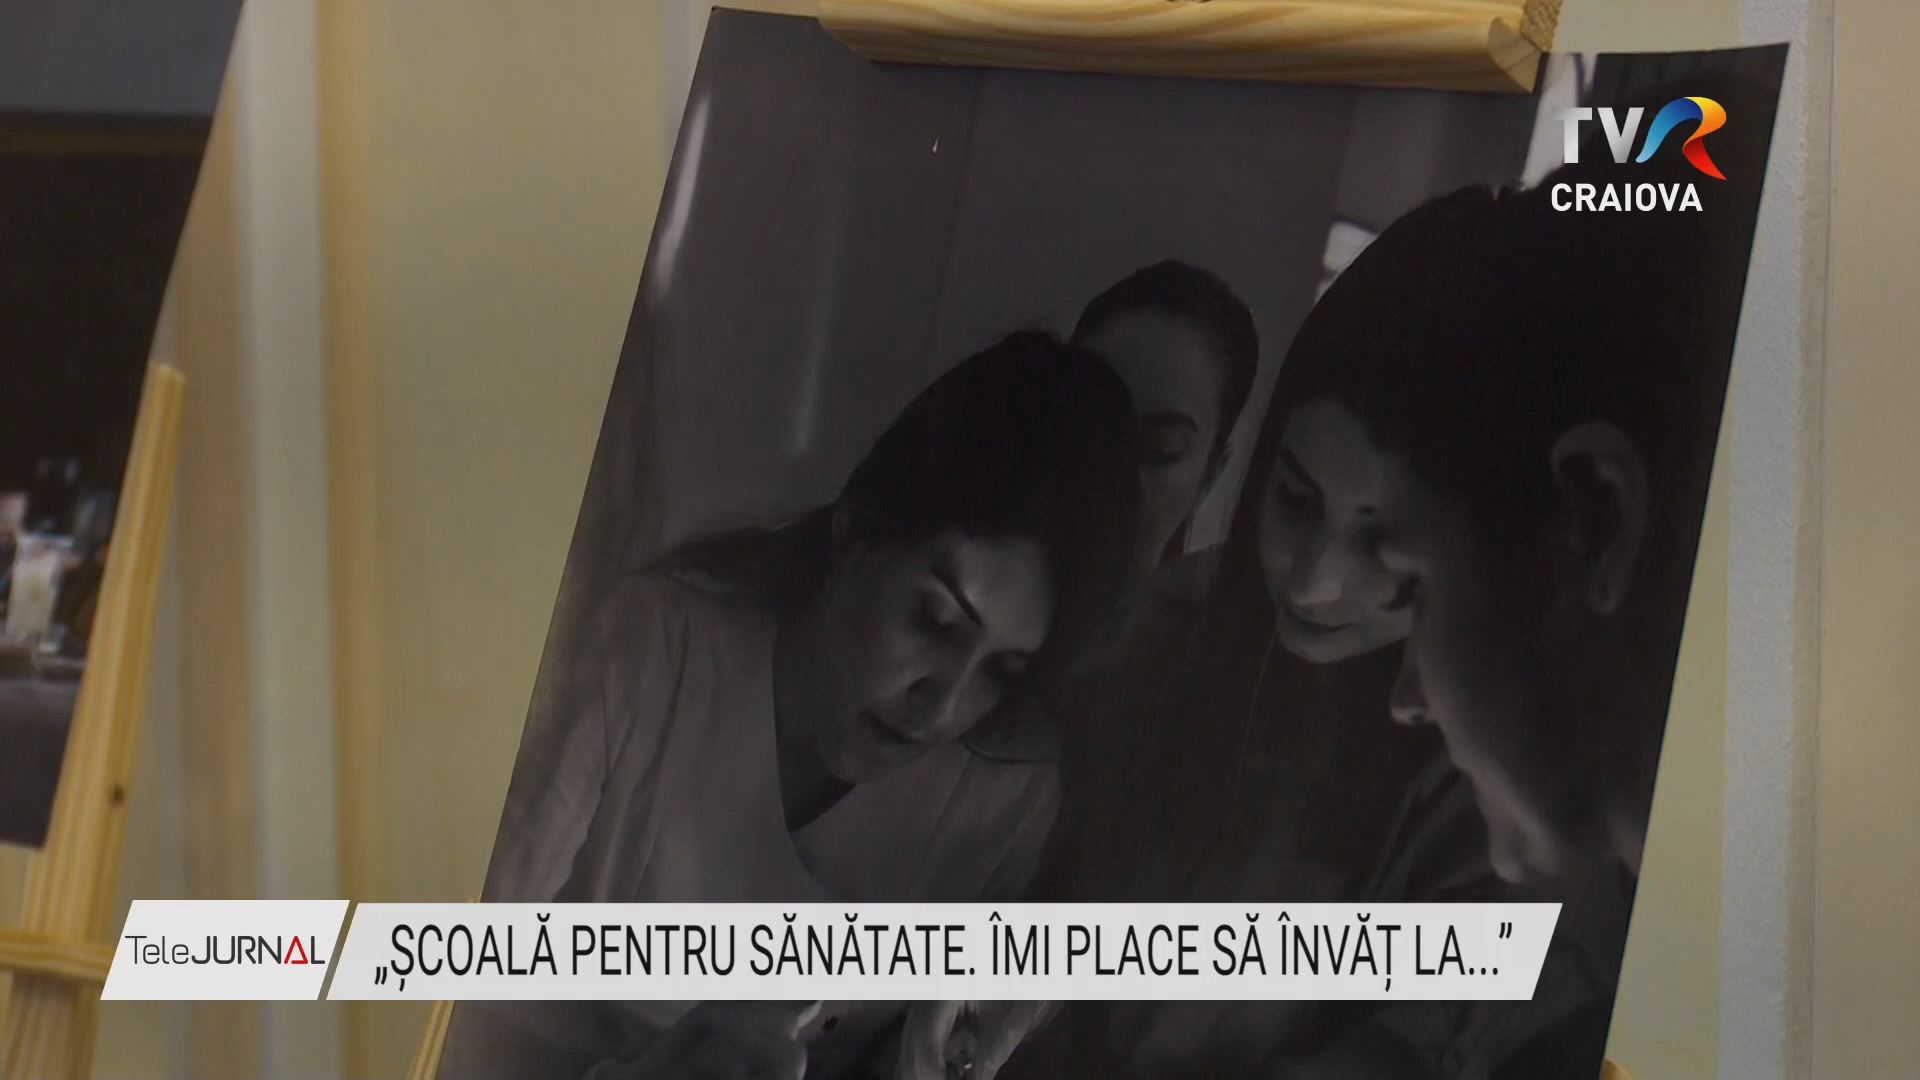 TVR
CRAIOVA
TeleJURNAL
„ȘCOALĂ PENTRU SĂNĂTATE. ÎMI PLACE SĂ ÎNVĂȚ LA...”